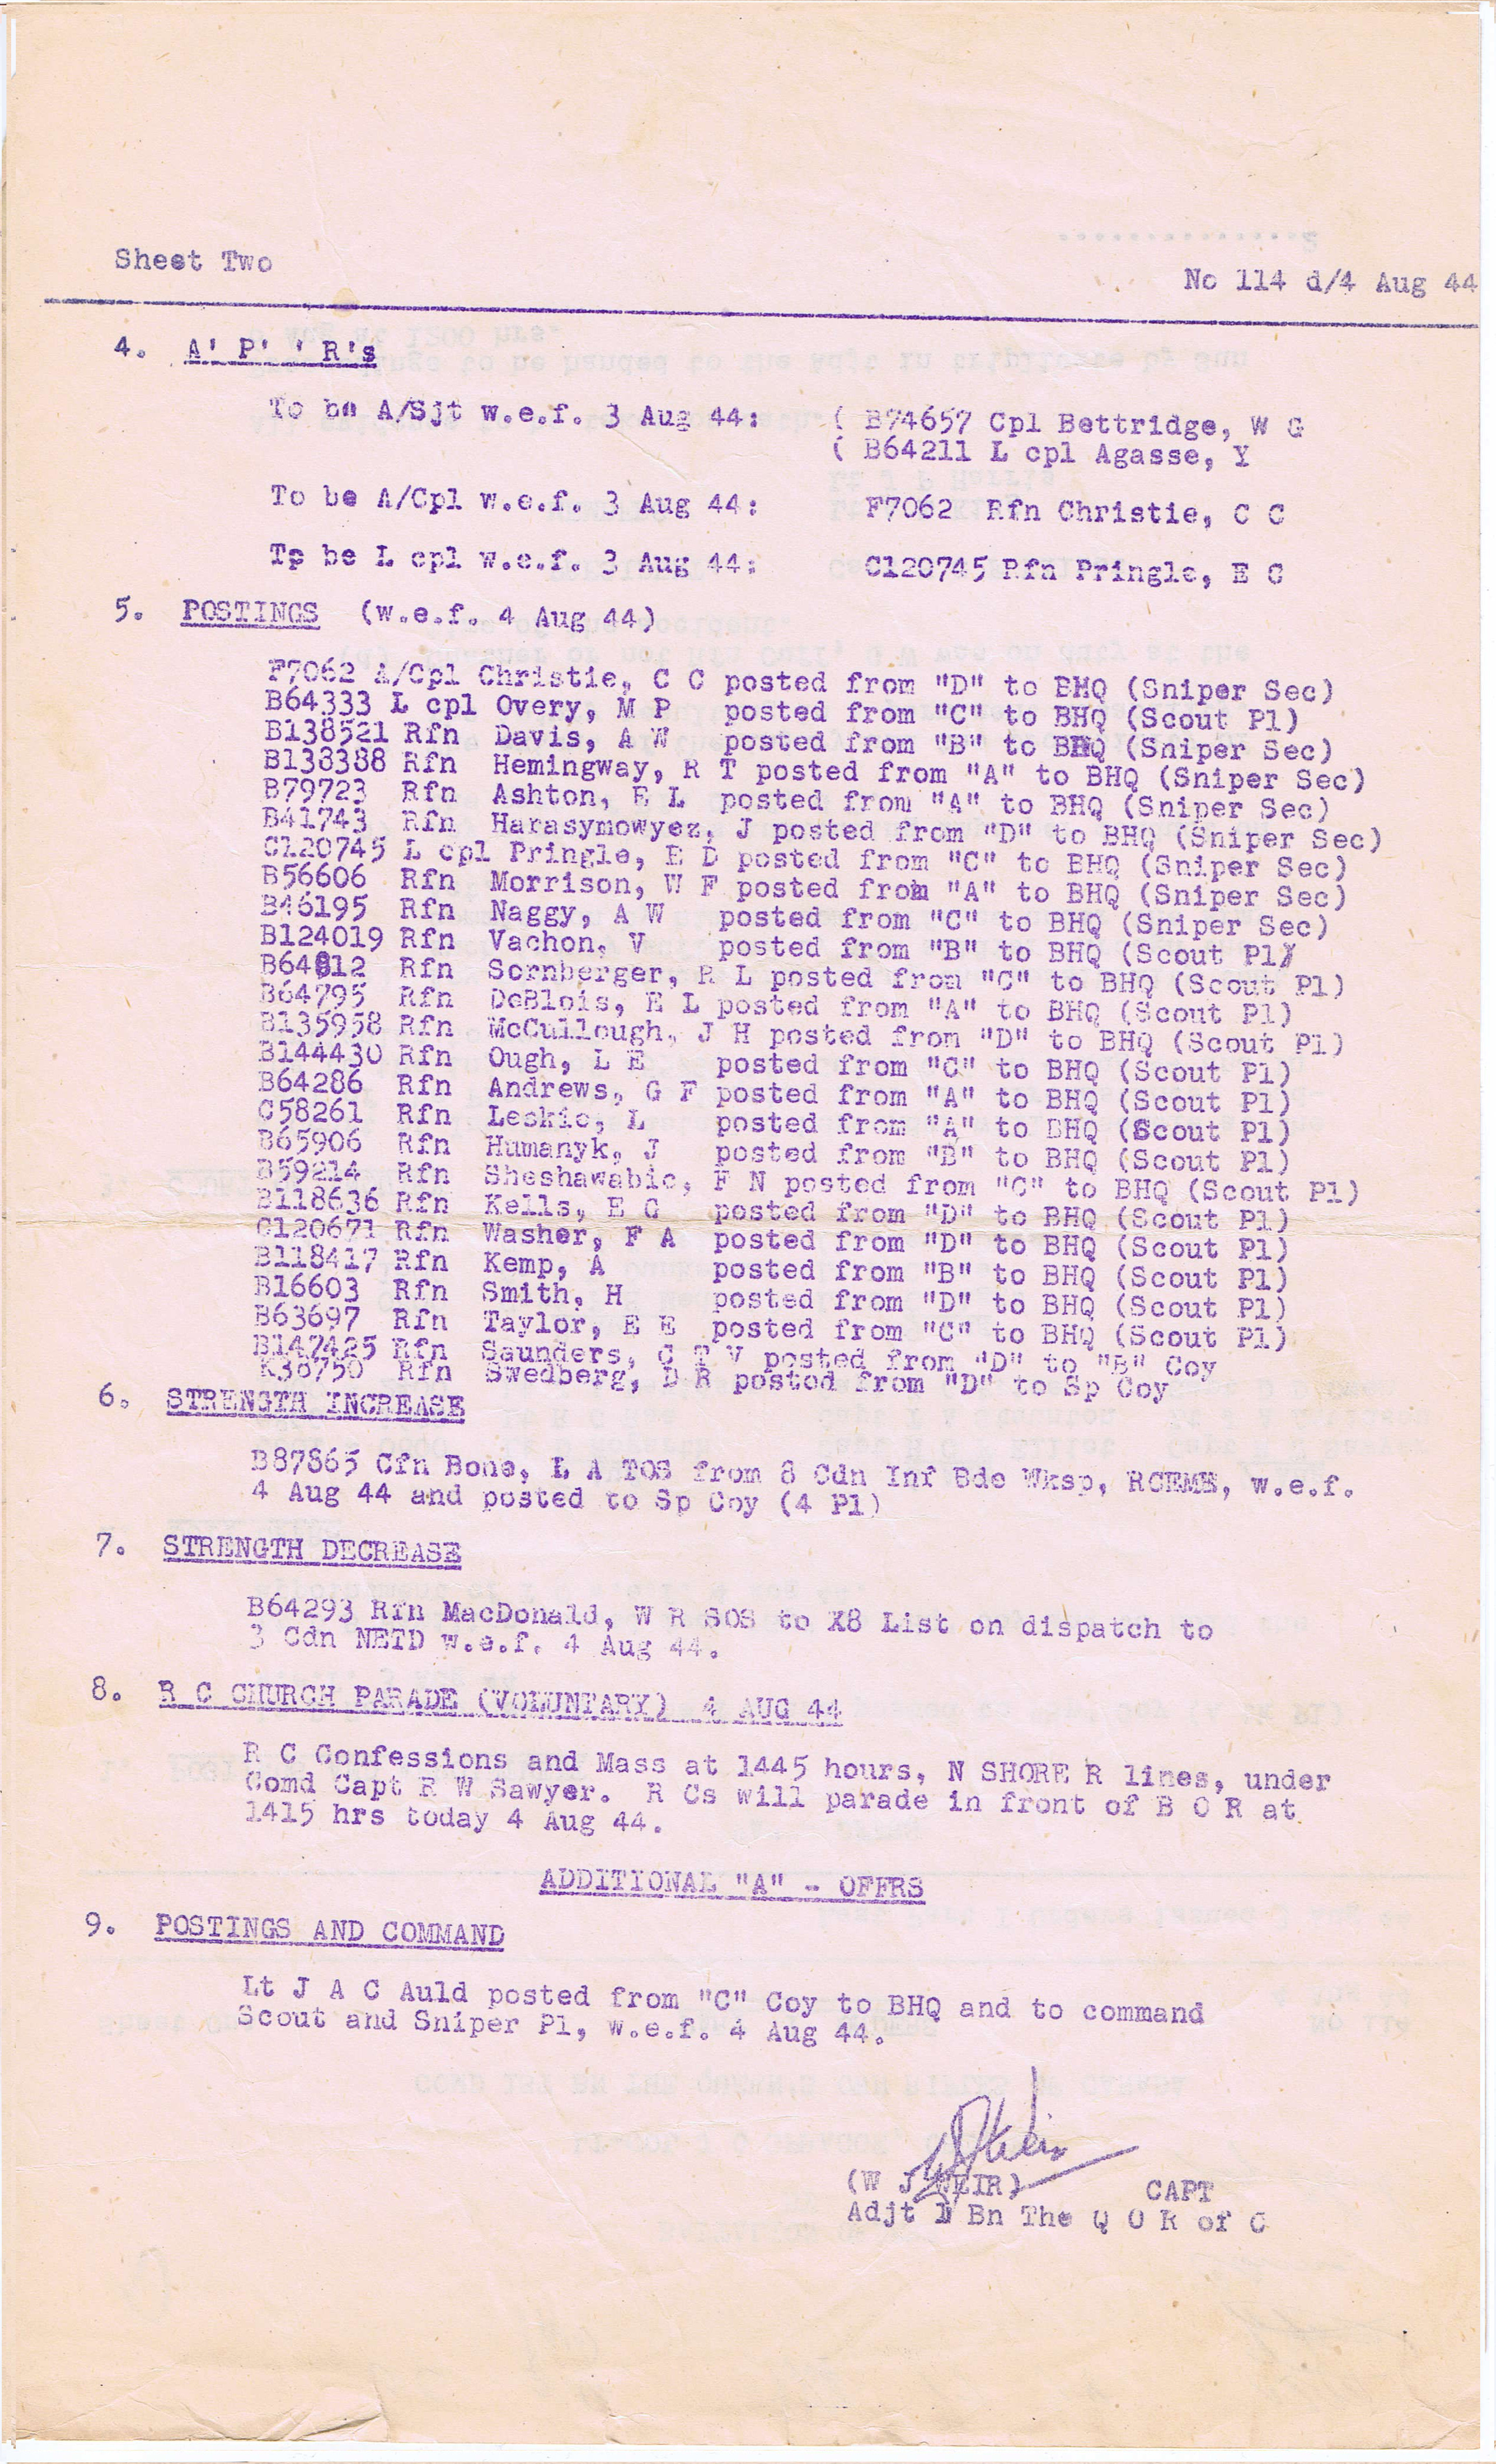 Sheet Two
No 114 d/4 Aug 44
4. A' P' ' R's
To be A/Sjt w.e.f. 3 Aug 44: ( B74657 Cpl Bettridge, W G
( B64211 L cpl Agasse, Y
To be A/Cpl w.e.f. 3 Aug 44: F7062 Rfn Christie, C C
Tp be L cpl w.e.f. 3 Aug 44: C120745 Rfn Pringle, E C
5. POSTINGS (w.e.f. 4 Aug 44)
F7062 A/Cpl Christie, C C posted from "D" to BHQ (Sniper Sec)
B64333 L cpl Overy, M P posted from "C" to BHQ (Scout Pl)
B138521 Rfn Davis, A W posted from "B" to BHQ (Sniper Sec)
B138388 Rfn Hemingway, R T posted from "A" to BHQ (Sniper Sec)
B79723 Rfn Ashton, E L posted from "A" to BHQ (Sniper Sec)
B41743 Rfn Harasymowyez, J posted from "D" to BHQ (Sniper Sec)
C120745 L cpl Pringle, E D posted from "C" to BHQ (Sniper Sec)
B56606 Rfn Morrison, W F posted from "A" to BHQ (Sniper Sec)
B46195 Rfn Naggy, A W posted from "C" to BHQ (Sniper Sec)
B124019 Rfn Vachon, V posted from "B" to BHQ (Scout Pl)
B64812 Rfn Sornberger, R L posted from "C" to BHQ (Scout Pl)
B64795 Rfn DeBlois, E L posted from "A" to BHQ (Scout Pl)
B135958 Rfn McCullough, J H posted from "D" to BHQ (Scout Pl)
B144430 Rfn Ough, L E posted from "C" to BHQ (Scout Pl)
B64286 Rfn Andrews, G F posted from "A" to BHQ (Scout Pl)
C58261 Rfn Leskie, L posted from "A" to BHQ (Scout Pl)
B65906 Rfn Humanyk, J posted from "B" to BHQ (Scout Pl)
B59214 Rfn Sheshawabic, F N posted from "C" to BHQ (Scout Pl)
B118636 Rfn Kells, E G posted from "D" to BHQ (Scout Pl)
C120671 Rfn Washer, F A posted from "D" to BHQ (Scout Pl)
B118417 Rfn Kemp, A posted from "B" to BHQ (Scout Pl)
B16603 Rfn Smith, H posted from "D" to BHQ (Scout Pl)
B63697 Rfn Taylor, E E posted from "C" to BHQ (Scout Pl)
B147425 Rfn Saunders, C T V posted from "D" to "B" Coy
K38750 Rfn Swedberg, D R posted from "D" to Sp Coy
6. STRENGTH INCREASE
B87865 Cfn Bone, L A TOS from 8 Cdn Inf Bde Wksp, RCEME, w.e.f.
4 Aug 44 and posted to Sp Coy (4 Pl)
7. STRENGTH DECREASE
B64293 Rfn MacDonald, W R SOS to X8 List on dispatch to
3 Cdn NETD w.e.f. 4 Aug 44.
8. R C CHURCH PARADE (VOLUNTARY) 4 AUG 44
R C Confessions and Mass at 1445 hours, N SHORE R lines, under
Comd Capt R W Sawyer. R Cs will parade in front of B O R at
1415 hrs today 4 Aug 44.
ADDITIONAL "A" - OFFRS
9. POSTINGS AND COMMAND
Lt J A C Auld posted from "C" Coy to BHQ and to command
Scout and Sniper Pl, w.e.f. 4 Aug 44.
(W J WEIR) CAPT
Adjt 1 Bn The Q O R of C